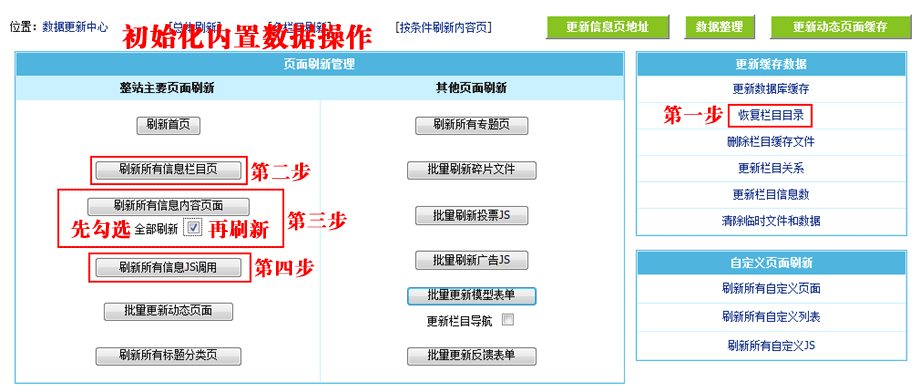 位置：数据更新中心
[按条件刷新内容页]
更新信息页地址
数据整理
更新动态页面缓存
初始化内置数据操作
页面刷新管理
整站主要页面刷新
其他页面刷新
刷新首页
刷新所有专题页
刷新所有信息栏目页
第二步
批量刷新碎片文件
刷新所有信息内容页面
先勾选 全部刷新 再刷新
第三步
批量刷新投票JS
刷新所有信息JS调用
第四步
批量刷新广告JS
批量更新动态页面
批量更新模型表单
更新栏目导航
刷新所有标题分类页
批量更新反馈表单
更新缓存数据
更新数据库缓存
第一步
恢复栏目目录
删除栏目缓存文件
更新栏目关系
更新栏目信息数
清除临时文件和数据
自定义页面刷新
刷新所有自定义页面
刷新所有自定义列表
刷新所有自定义JS